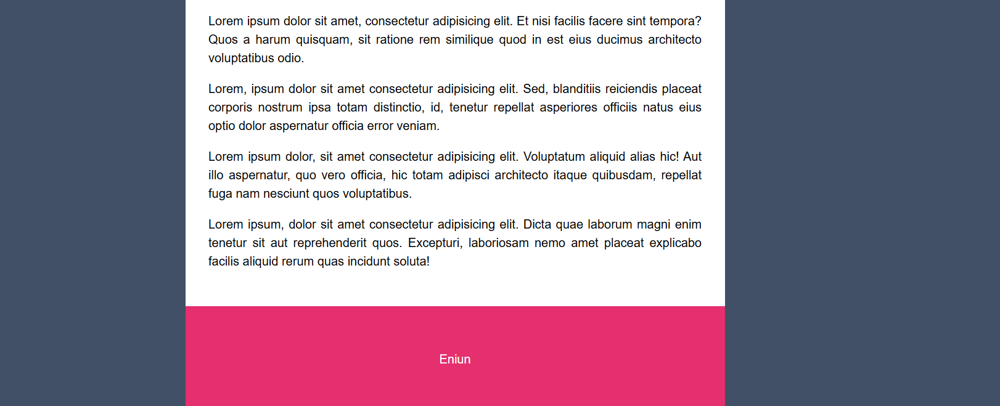 Lorem ipsum dolor sit amet, consectetur adipisicing elit. Et nisi facilis facere sint tempora?
Quos a harum quisquam, sit ratione rem similique quod in est eius ducimus architecto
voluptatibus odio.
Lorem, ipsum dolor sit amet consectetur adipisicing elit. Sed, blanditiis reiciendis placeat
corporis nostrum ipsa totam distinctio, id, tenetur repellat asperiores officiis natus eius
optio dolor aspernatur officia error veniam.
Lorem ipsum dolor, sit amet consectetur adipisicing elit. Voluptatum aliquid alias hic! Aut
illo aspernatur, quo vero officia, hic totam adipisci architecto itaque quibusdam, repellat
fuga nam nesciunt quos voluptatibus.
Lorem ipsum, dolor sit amet consectetur adipisicing elit. Dicta quae laborum magni enim
tenetur sit aut reprehenderit quos. Excepturi, laboriosam nemo amet placeat explicabo
facilis aliquid rerum quas incidunt soluta!
Eniun